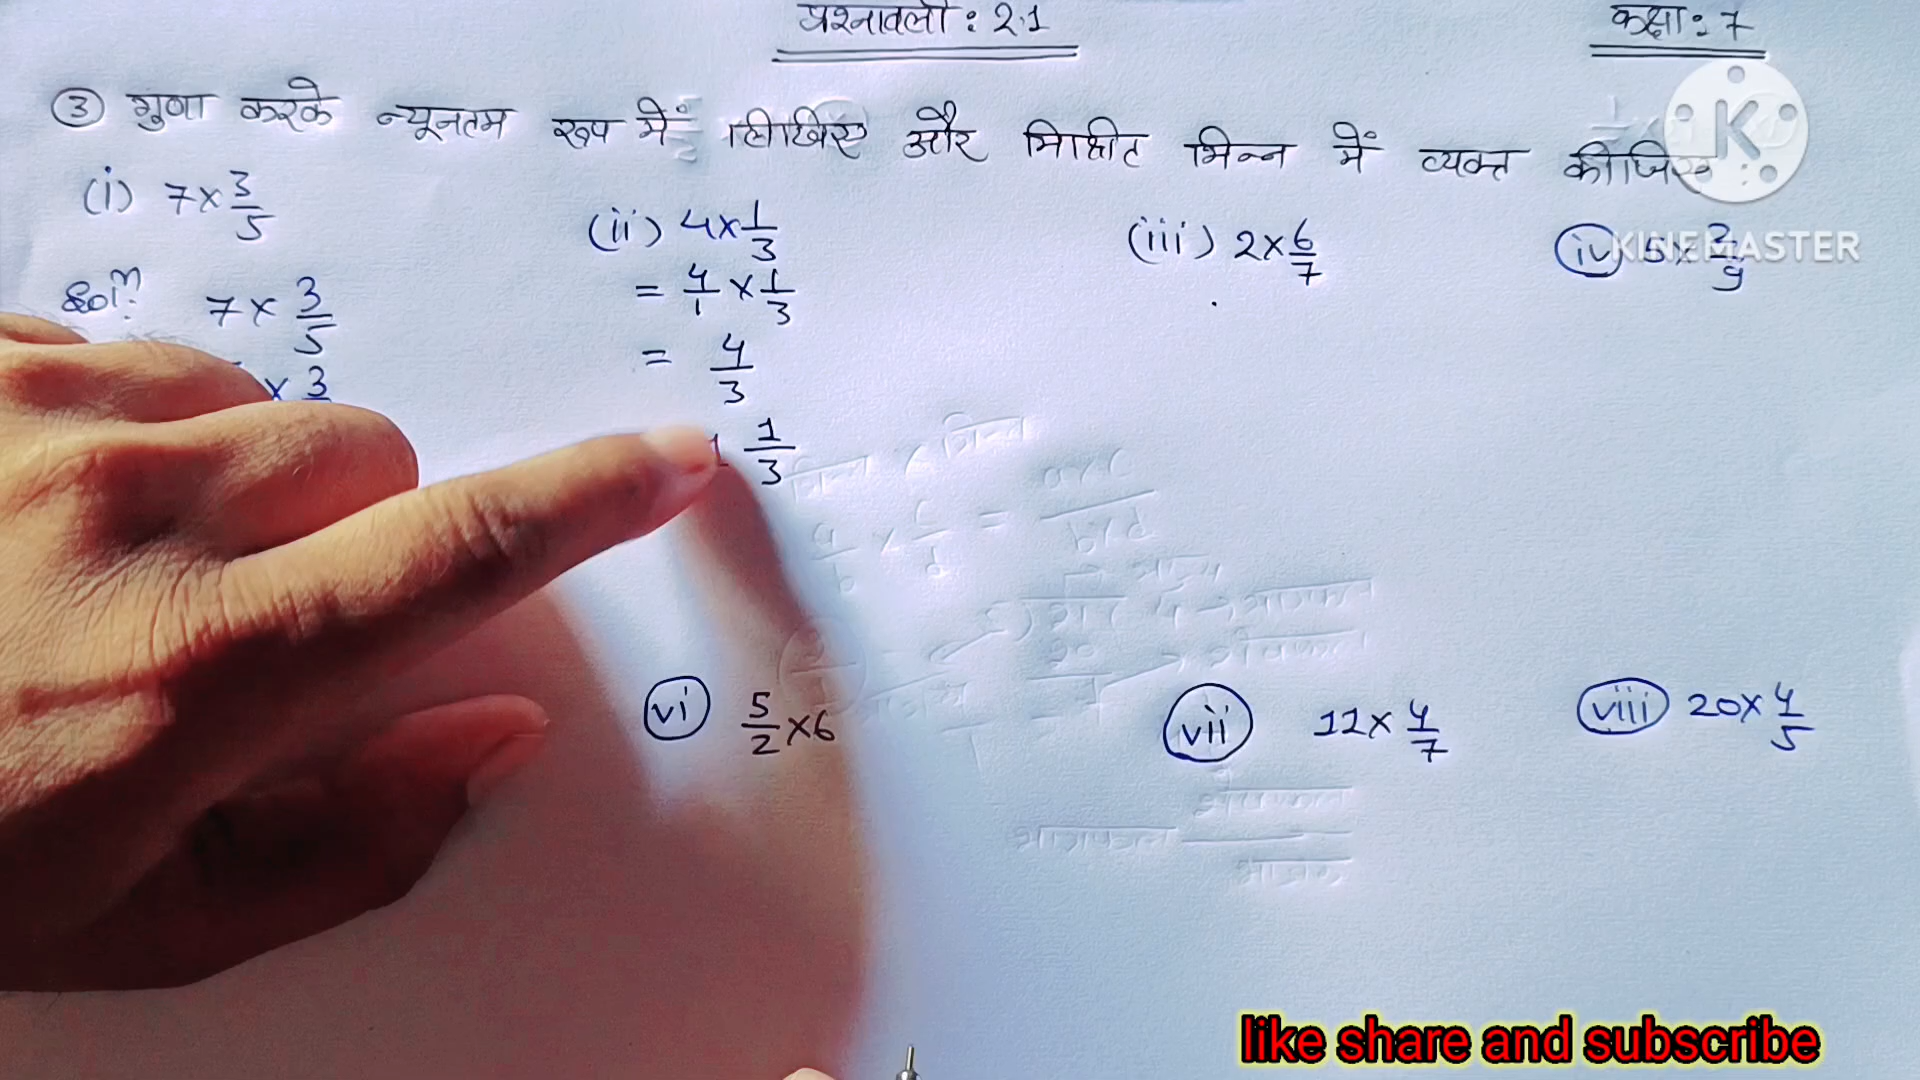 प्रश्नावली : 2.1
कक्षा : 7
③ गुणा करके न्यूनतम रूप में लिखिए और मिश्रीत भिन्न में व्यक्त कीजिए :
(i) 7 × 3/5
(ii) 4 × 1/3
(iii) 2 × 6/7
(iv) 5 × 2/9
Solⁿ: 7 × 3/5
× 3
= 4/1 × 1/3
= 4/3
1 1/3
(vi) 5/2 × 6
(vii) 11 × 4/7
(viii) 20 × 4/5
K
KINEMASTER
like share and subscribe